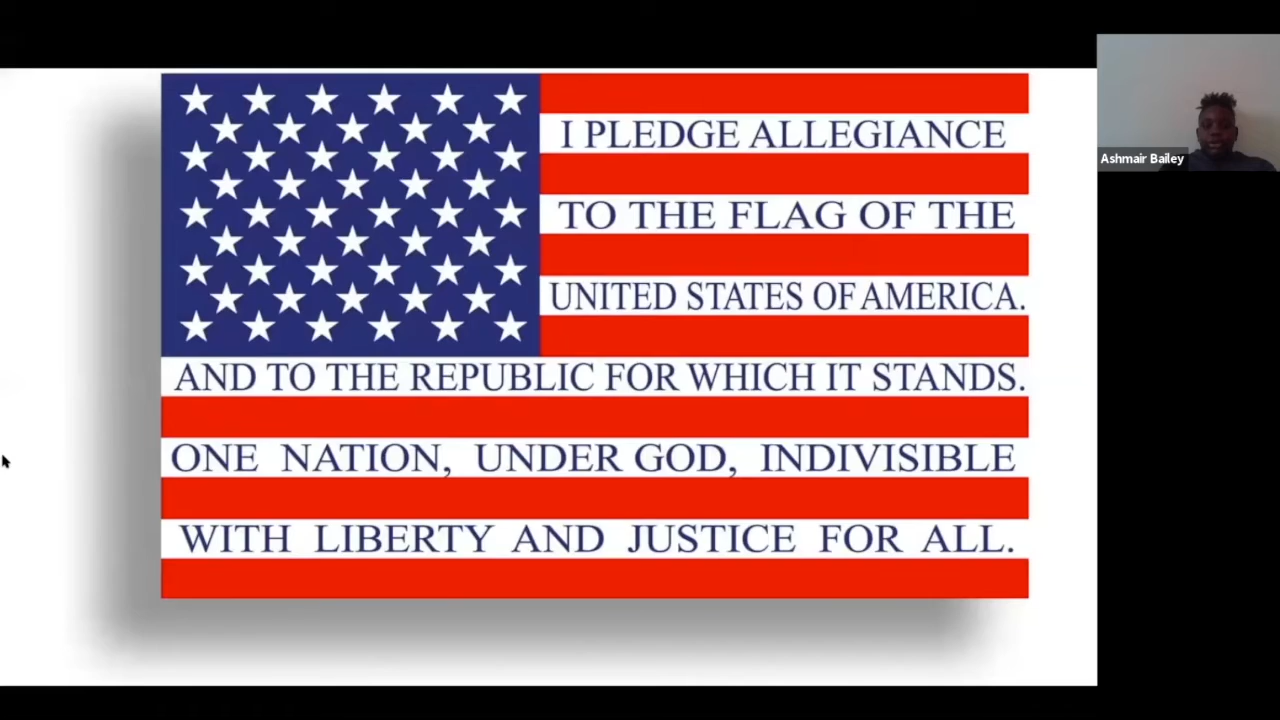 I PLEDGE ALLEGIANCE
TO THE FLAG OF THE
UNITED STATES OF AMERICA.
AND TO THE REPUBLIC FOR WHICH IT STANDS.
ONE NATION, UNDER GOD, INDIVISIBLE
WITH LIBERTY AND JUSTICE FOR ALL.
Ashmair Bailey